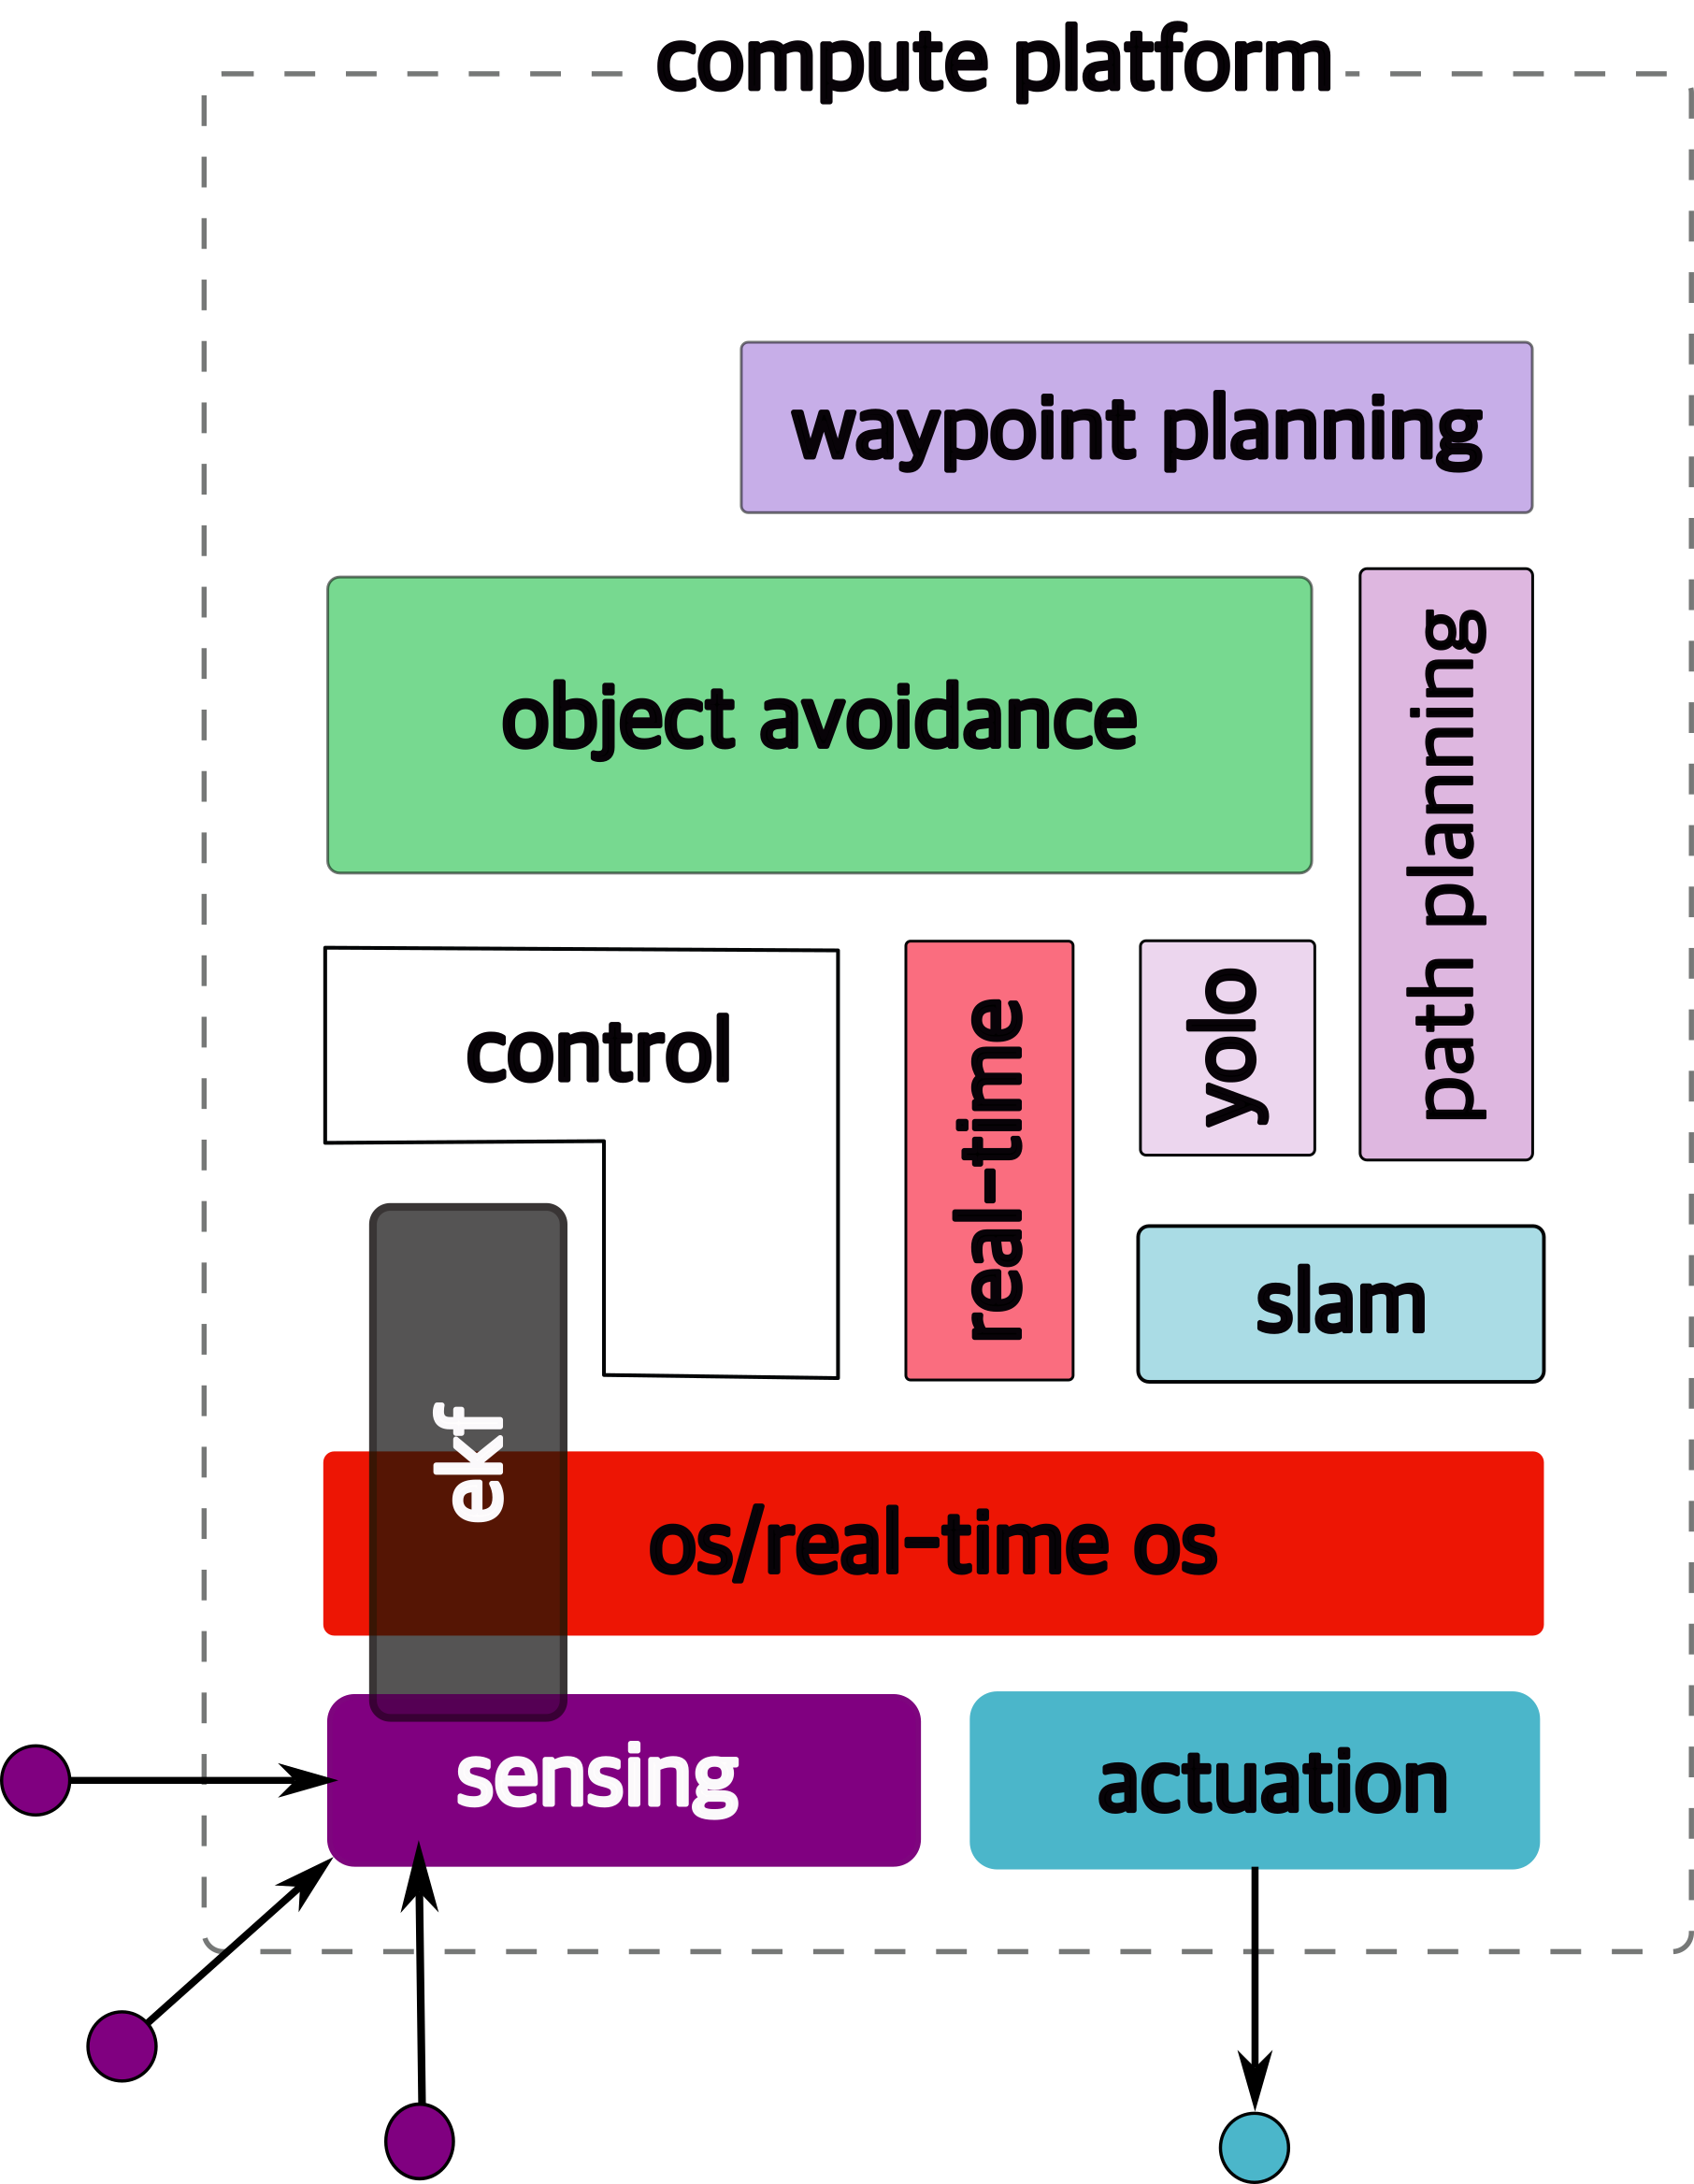 compute platform
waypoint planning
object avoidance
path planning
control
real-time
yolo
slam
ekf
os/real-time os
sensing
actuation